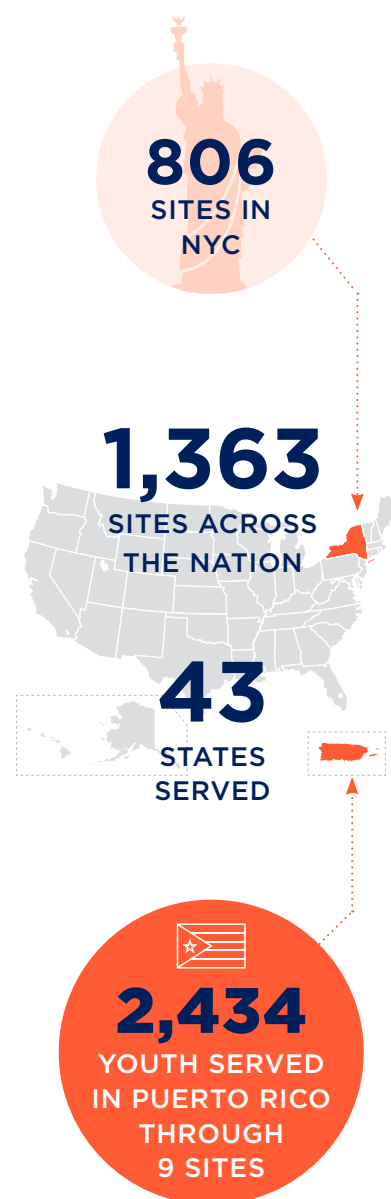 806
SITES IN
NYC
1,363
SITES ACROSS
THE NATION
43
STATES
SERVED
2,434
YOUTH SERVED
IN PUERTO RICO
THROUGH
9 SITES